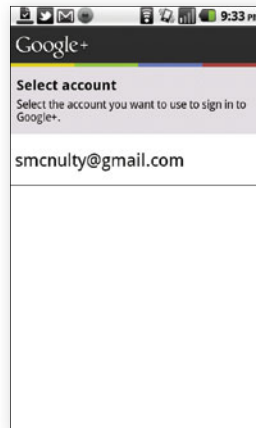 9:33 PM
Google+
Select account
Select the account you want to use to sign in to
Google+.
smcnulty@gmail.com